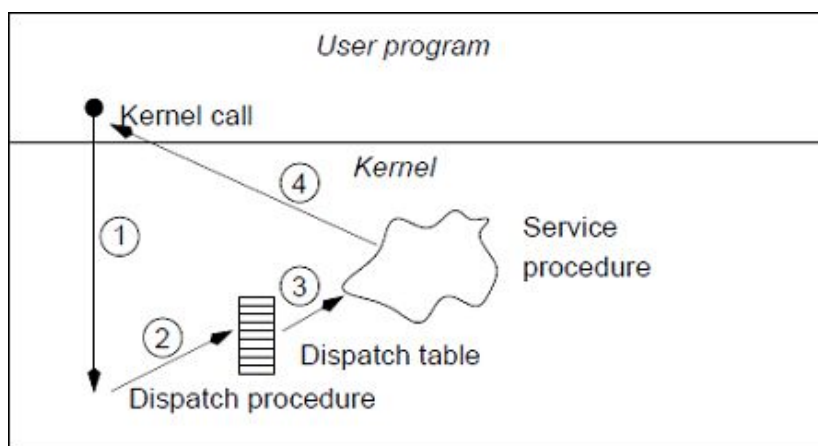 User program
Kernel call
Kernel
4
1
Service
procedure
3
2
Dispatch table
Dispatch procedure